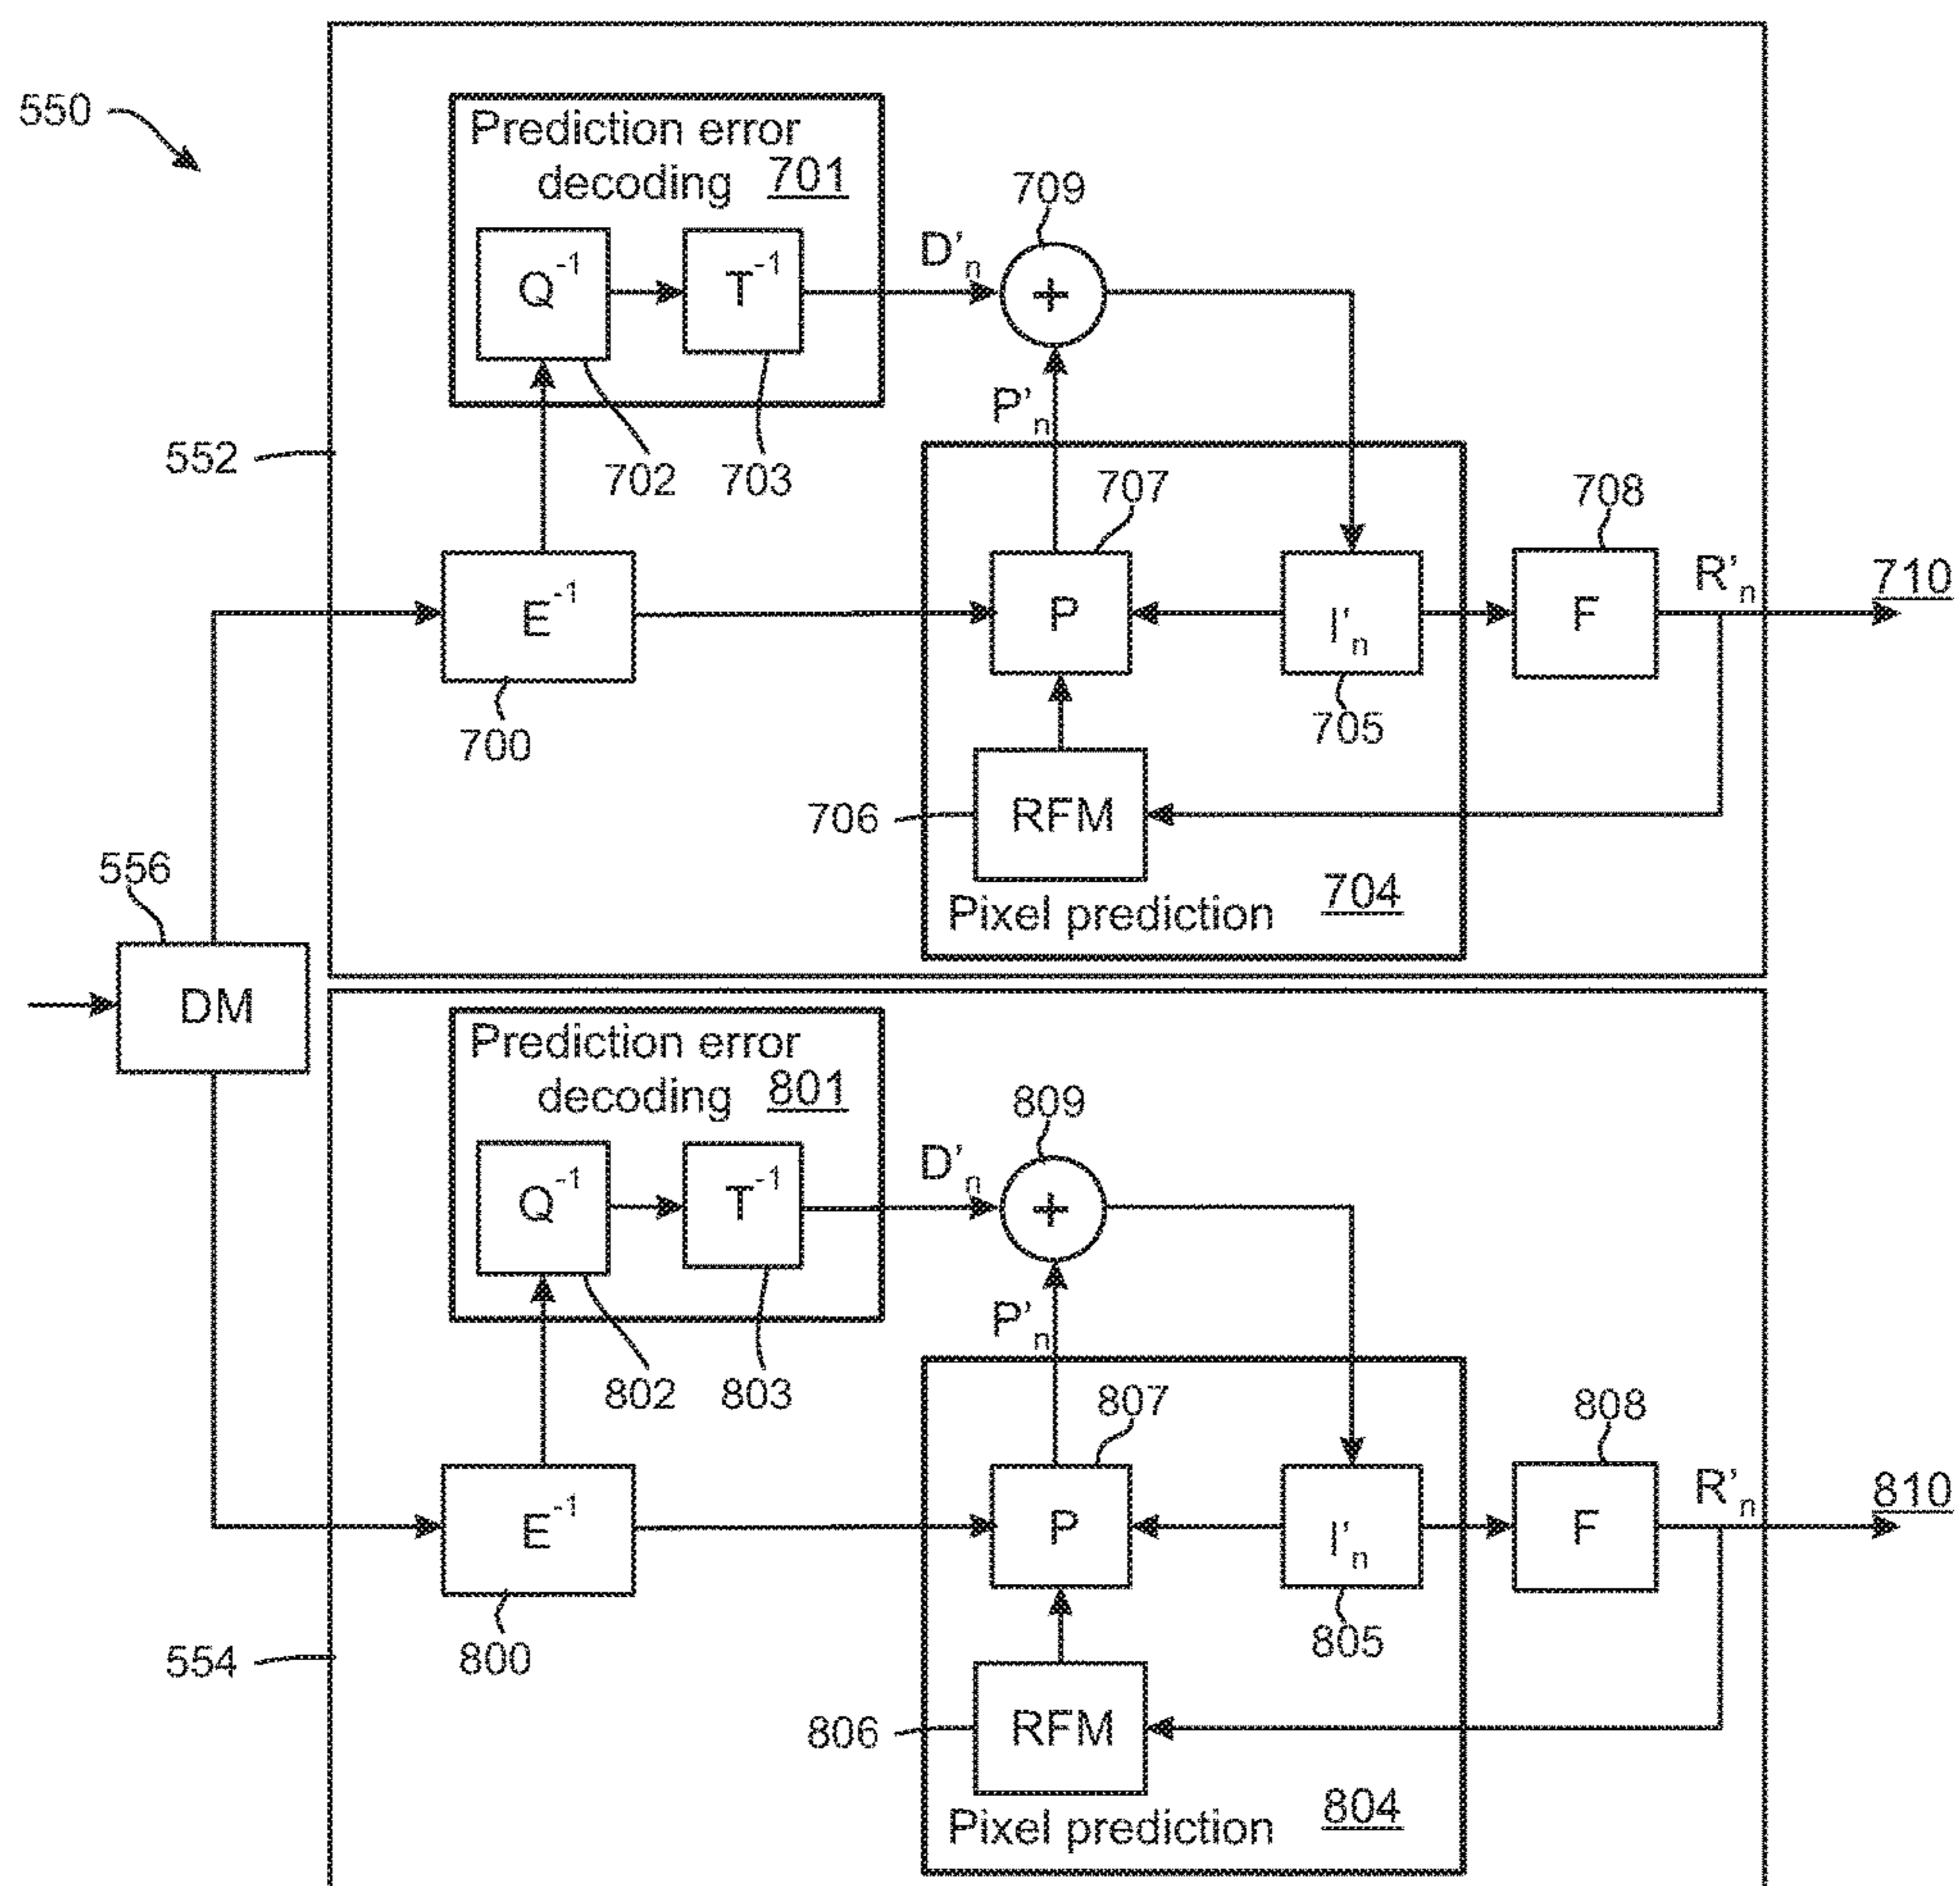 550
Prediction error
decoding 701
709
Q⁻¹
T⁻¹
D'ₙ
+
P'ₙ
552
702
703
707
708
E⁻¹
P
I'ₙ
F
R'ₙ
710
700
705
706
RFM
704
Pixel prediction
556
DM
Prediction error
decoding 801
809
Q⁻¹
T⁻¹
D'ₙ
+
P'ₙ
802
803
807
808
E⁻¹
P
I'ₙ
F
R'ₙ
810
800
805
554
806
RFM
804
Pixel prediction